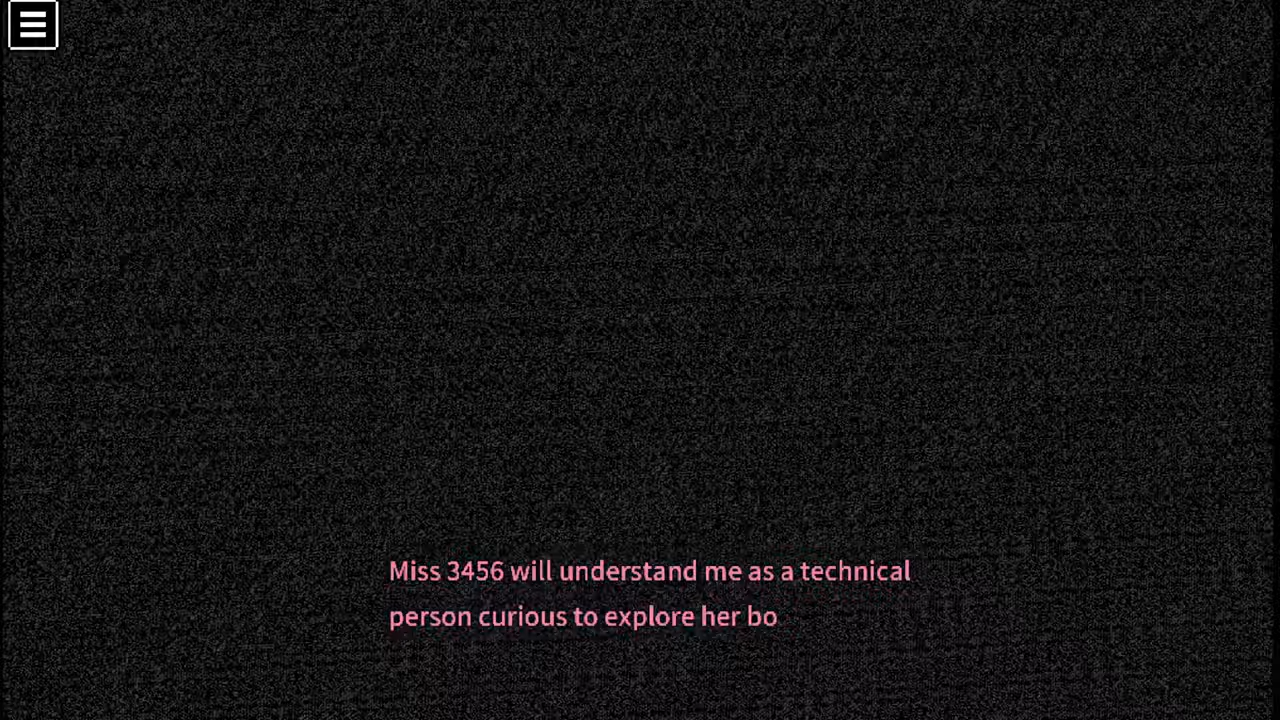 Miss 3456 will understand me as a technical
person curious to explore her bo